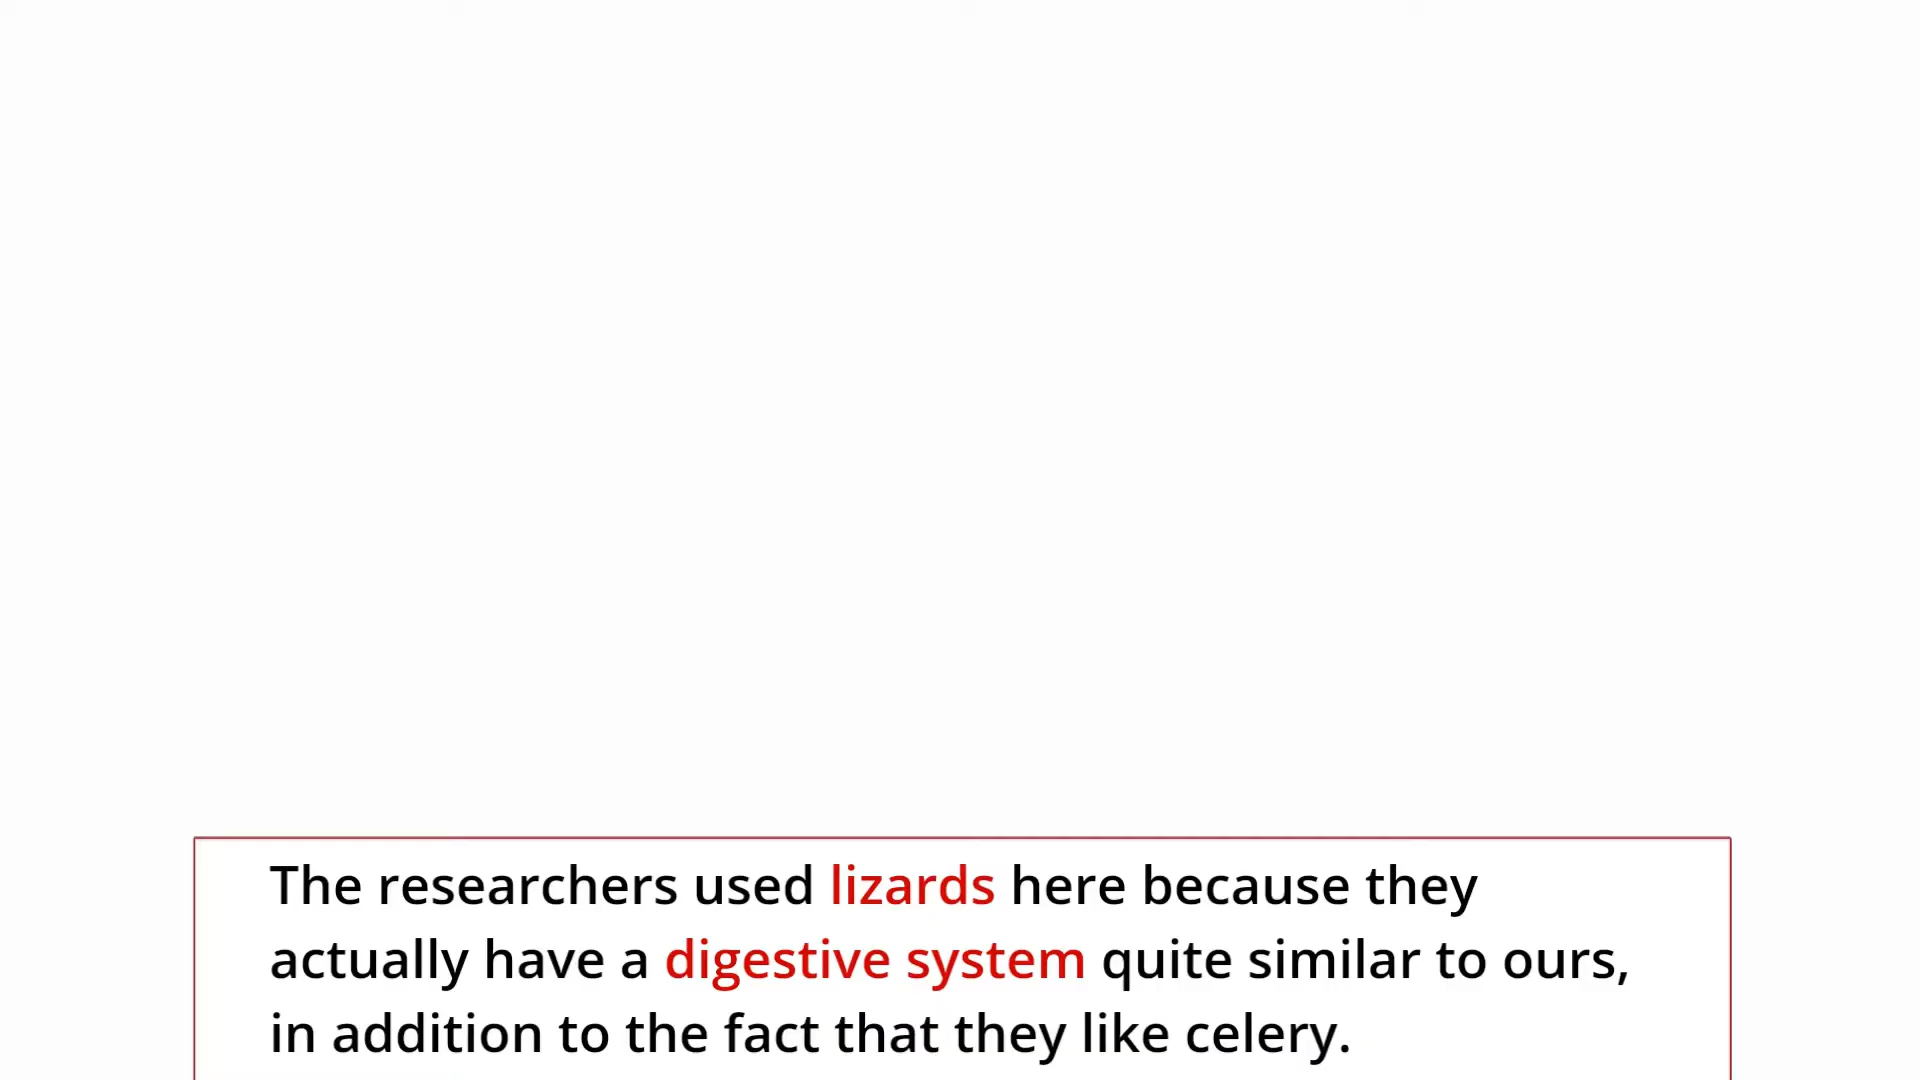 The researchers used lizards here because they
actually have a digestive system quite similar to ours,
in addition to the fact that they like celery.